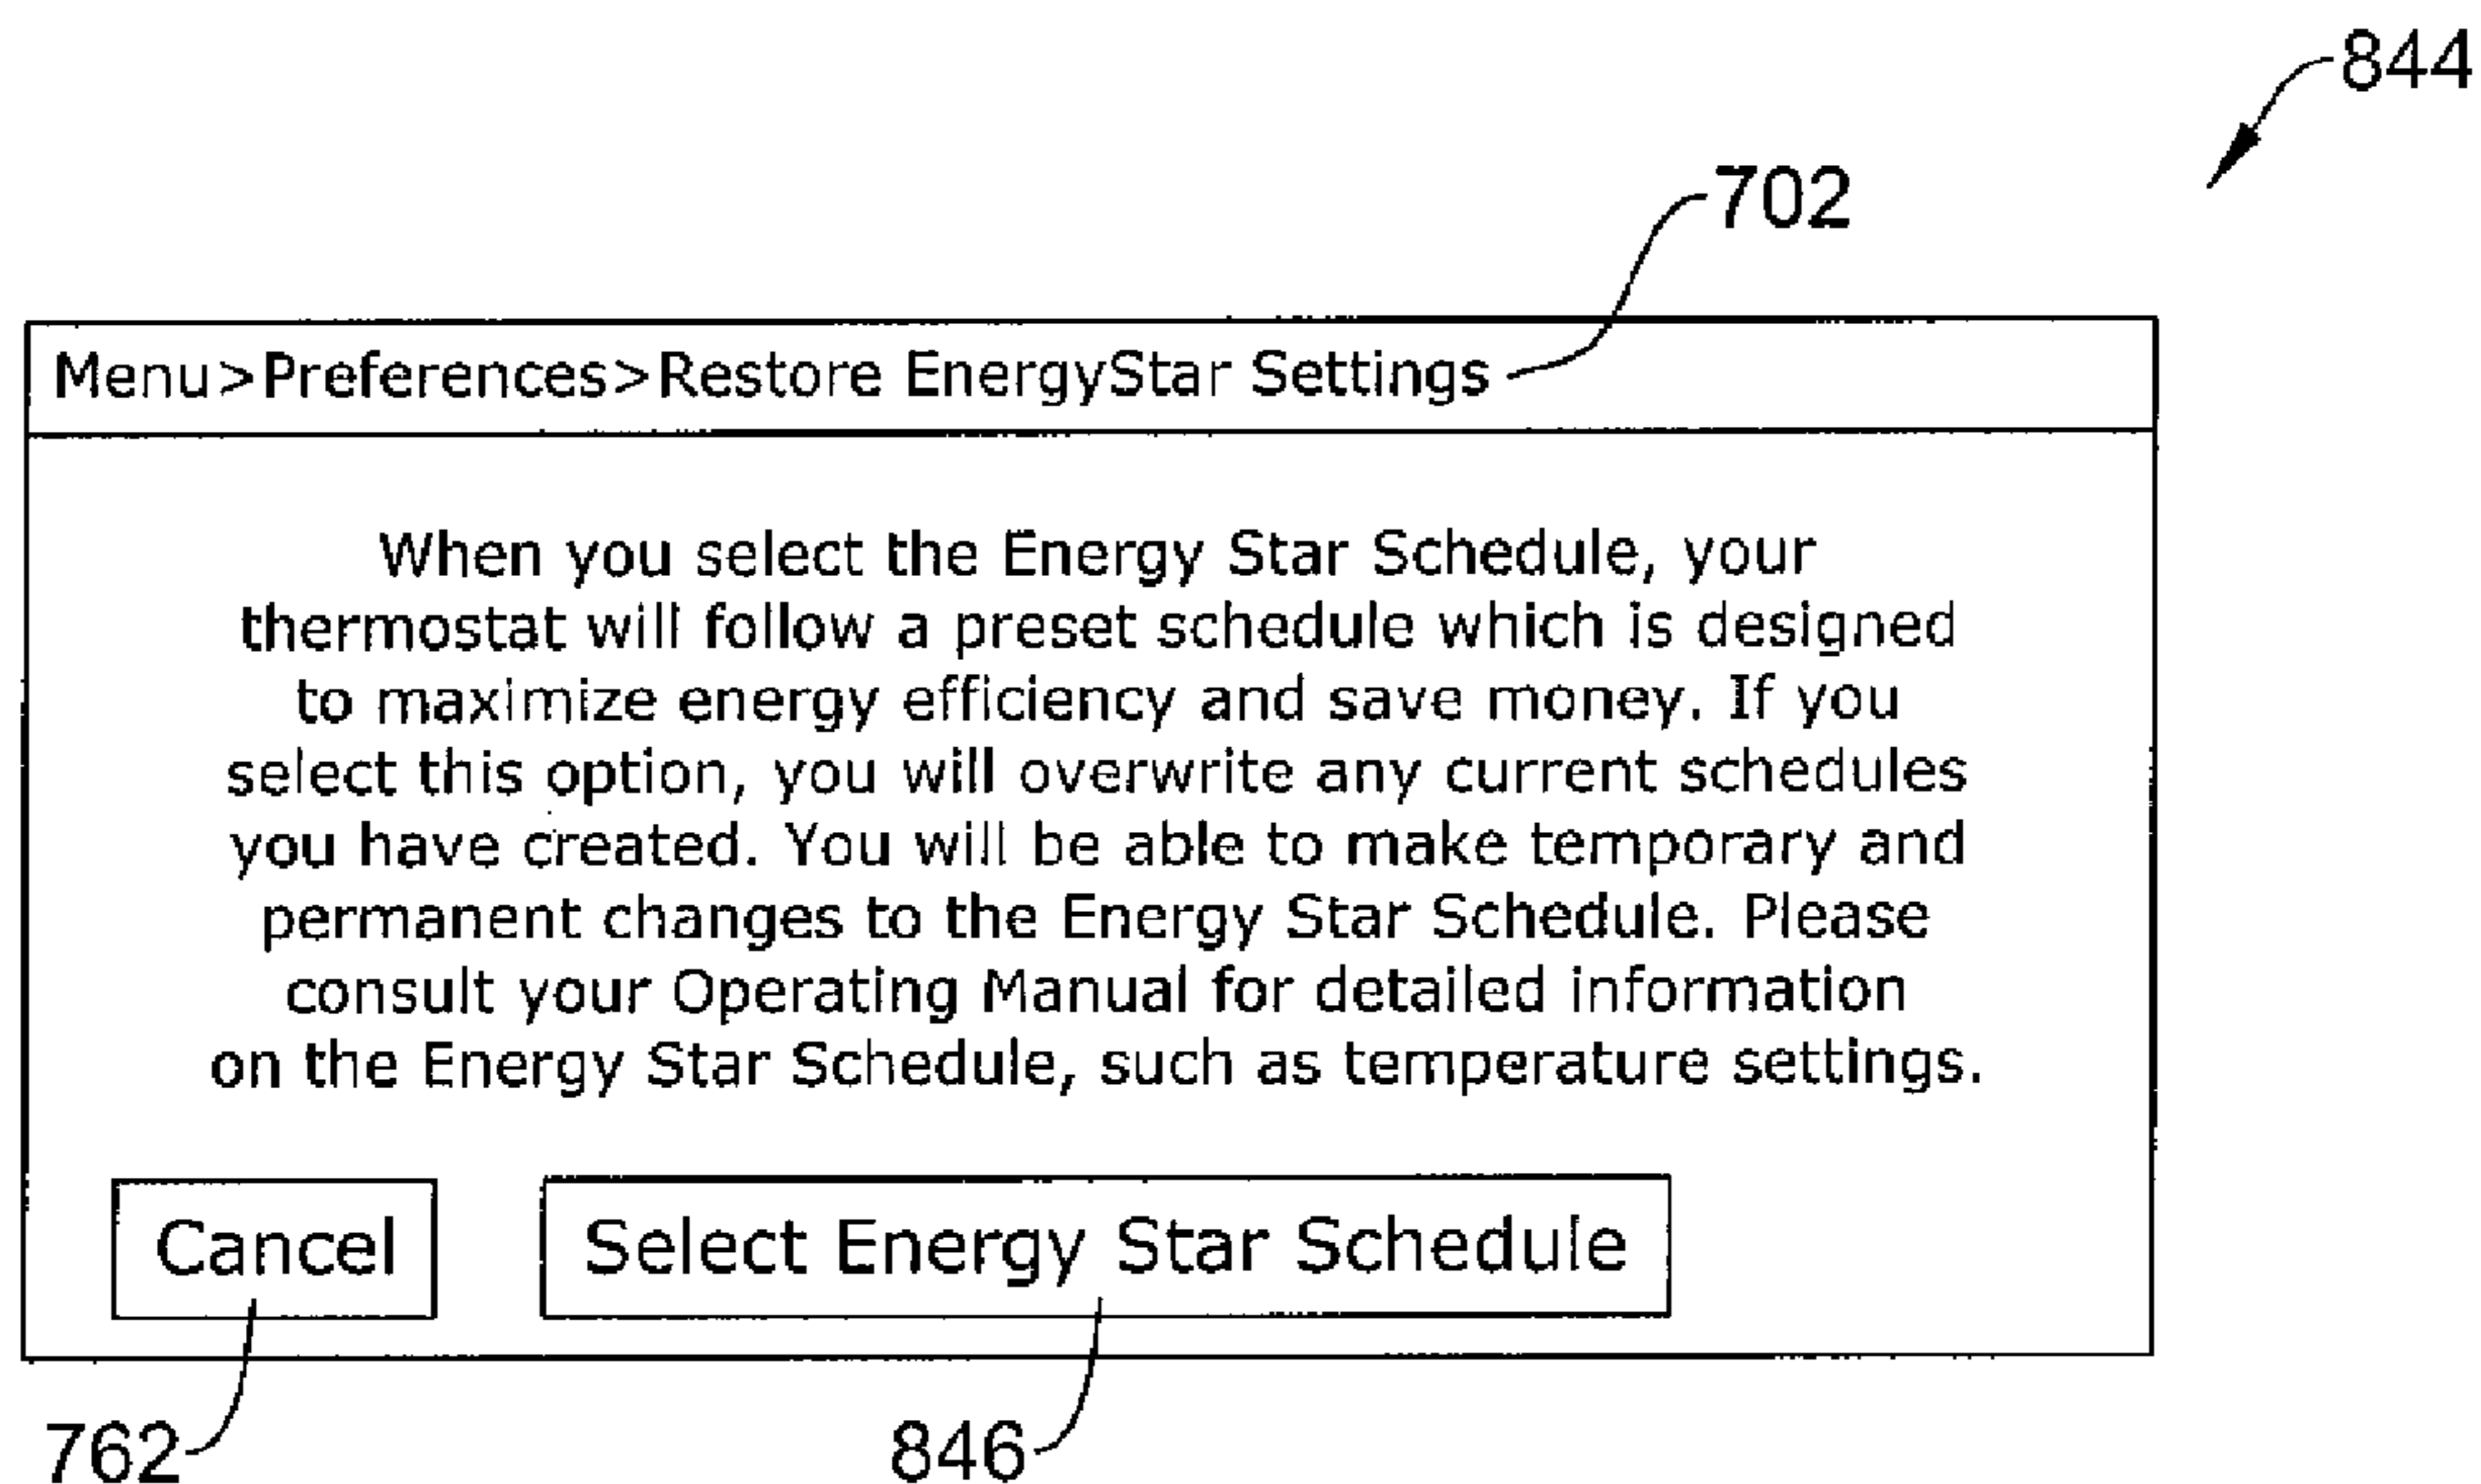 844
702
Menu>Preferences>Restore EnergyStar Settings
When you select the Energy Star Schedule, your
thermostat will follow a preset schedule which is designed
to maximize energy efficiency and save money. If you
select this option, you will overwrite any current schedules
you have created. You will be able to make temporary and
permanent changes to the Energy Star Schedule. Please
consult your Operating Manual for detailed information
on the Energy Star Schedule, such as temperature settings.
Cancel
Select Energy Star Schedule
762
846